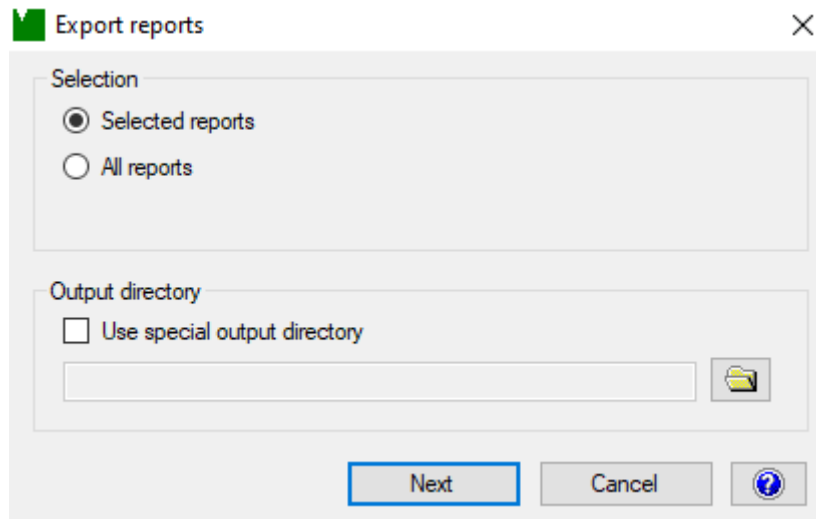 Export reports
Selection
Selected reports
All reports
Output directory
Use special output directory
Next Cancel